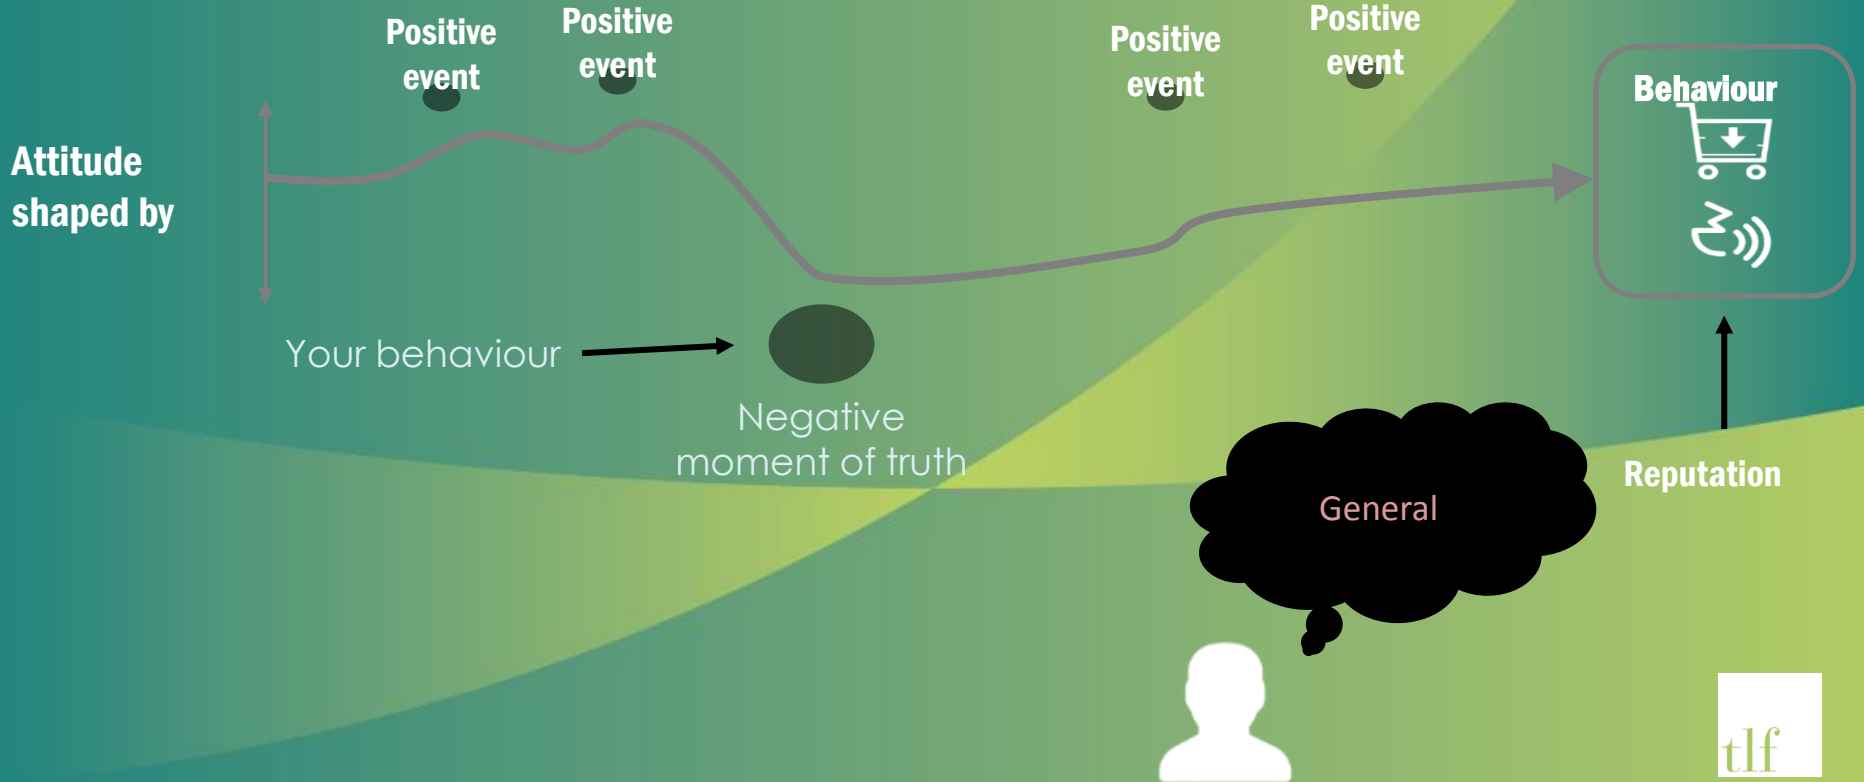 Positive
event
Positive
event
Positive
event
Positive
event
Behaviour
Attitude
shaped by
Your behaviour
Negative
moment of truth
General
Reputation
tlf